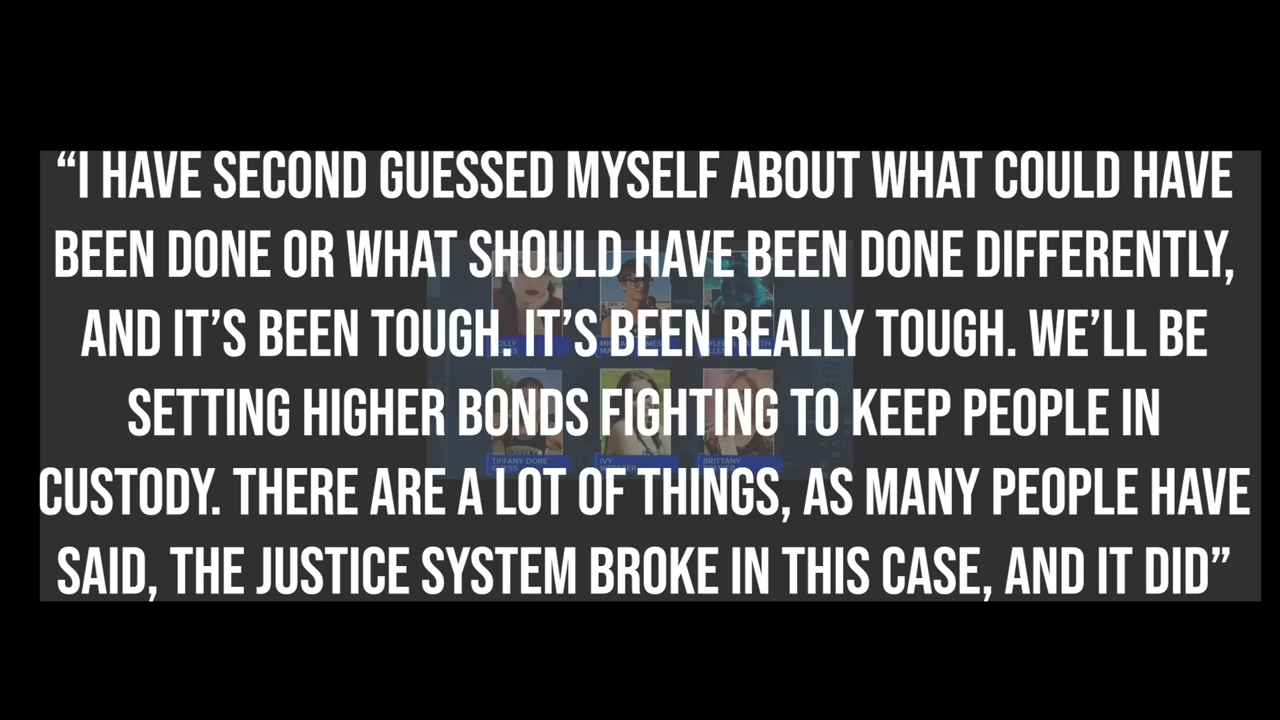 “I HAVE SECOND GUESSED MYSELF ABOUT WHAT COULD HAVE
BEEN DONE OR WHAT SHOULD HAVE BEEN DONE DIFFERENTLY,
AND IT’S BEEN TOUGH. IT’S BEEN REALLY TOUGH. WE’LL BE
SETTING HIGHER BONDS FIGHTING TO KEEP PEOPLE IN
CUSTODY. THERE ARE A LOT OF THINGS, AS MANY PEOPLE HAVE
SAID, THE JUSTICE SYSTEM BROKE IN THIS CASE, AND IT DID”
TIFFANY DORE
GUESS
IVY
BRITTANY